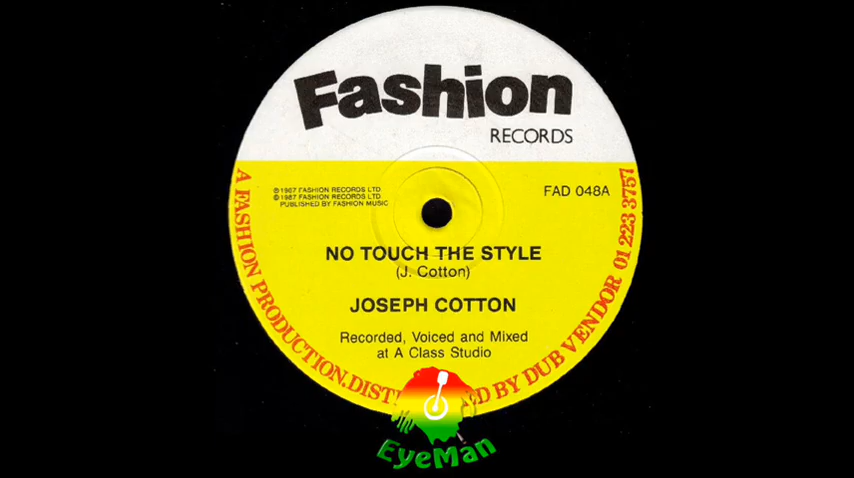 Fashion
RECORDS
℗1987 FASHION RECORDS LTD
©1987 FASHION RECORDS LTD
PUBLISHED BY FASHION MUSIC
FAD 048A
NO TOUCH THE STYLE
(J. Cotton)
JOSEPH COTTON
Recorded, Voiced and Mixed
at A Class Studio
A FASHION PRODUCTION. BY DUB VENDOR 01 223 3757
EyeMan